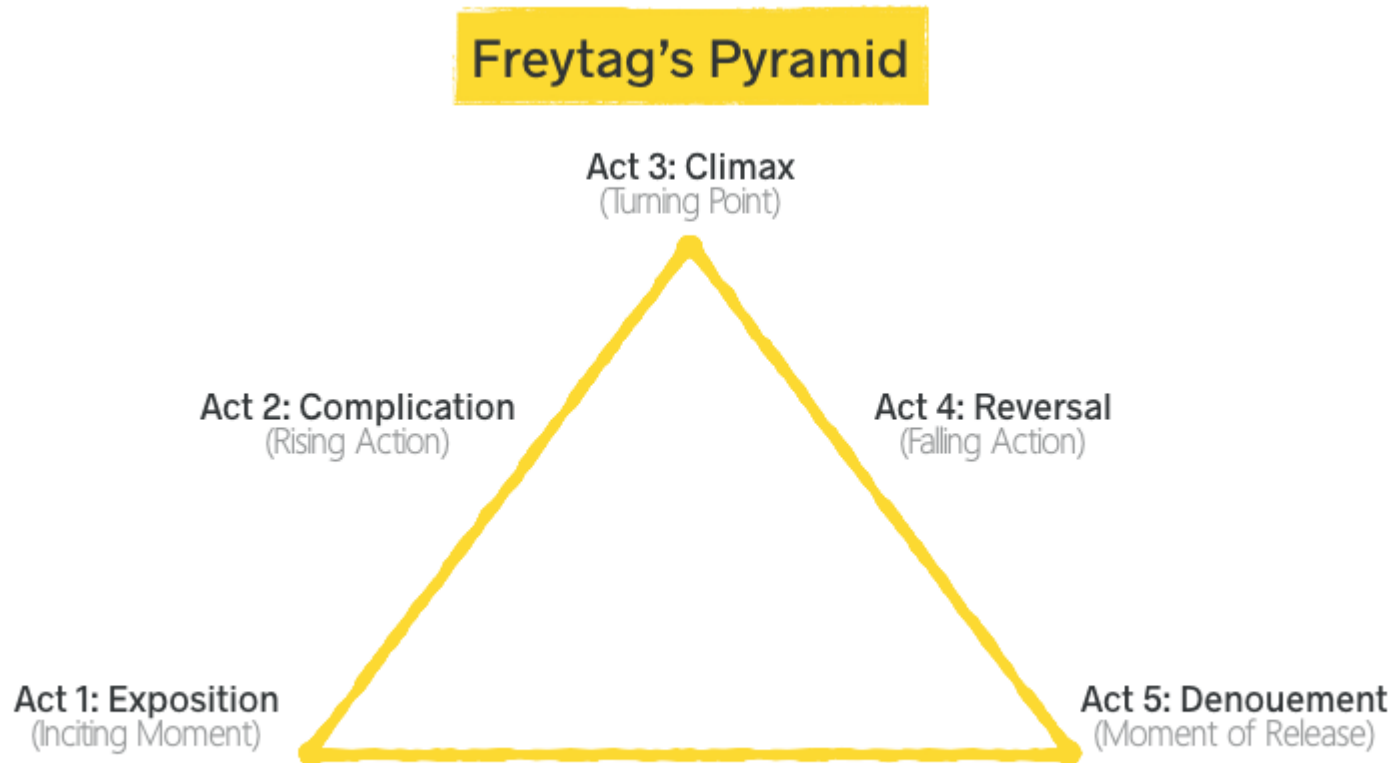 Freytag’s Pyramid
Act 3: Climax
(Turning Point)
Act 2: Complication
(Rising Action)
Act 4: Reversal
(Falling Action)
Act 1: Exposition
(Inciting Moment)
Act 5: Denouement
(Moment of Release)